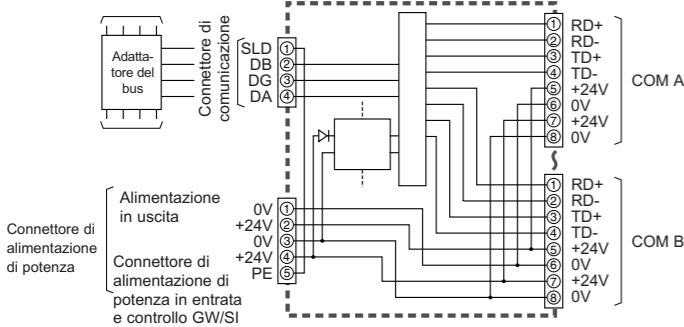 Adatta-
tore del
bus
Connettore di
comunicazione
SLD ①
DB ②
DG ③
DA ④
① RD+
② RD-
③ TD+
④ TD-
⑤ +24V
⑥ 0V
⑦ +24V
⑧ 0V
COM A
Connettore di
alimentazione
di potenza
Alimentazione
in uscita
Connettore di
alimentazione di
potenza in entrata
e controllo GW/SI
0V ①
+24V ②
0V ③
+24V ④
PE ⑤
① RD+
② RD-
③ TD+
④ TD-
⑤ +24V
⑥ 0V
⑦ +24V
⑧ 0V
COM B